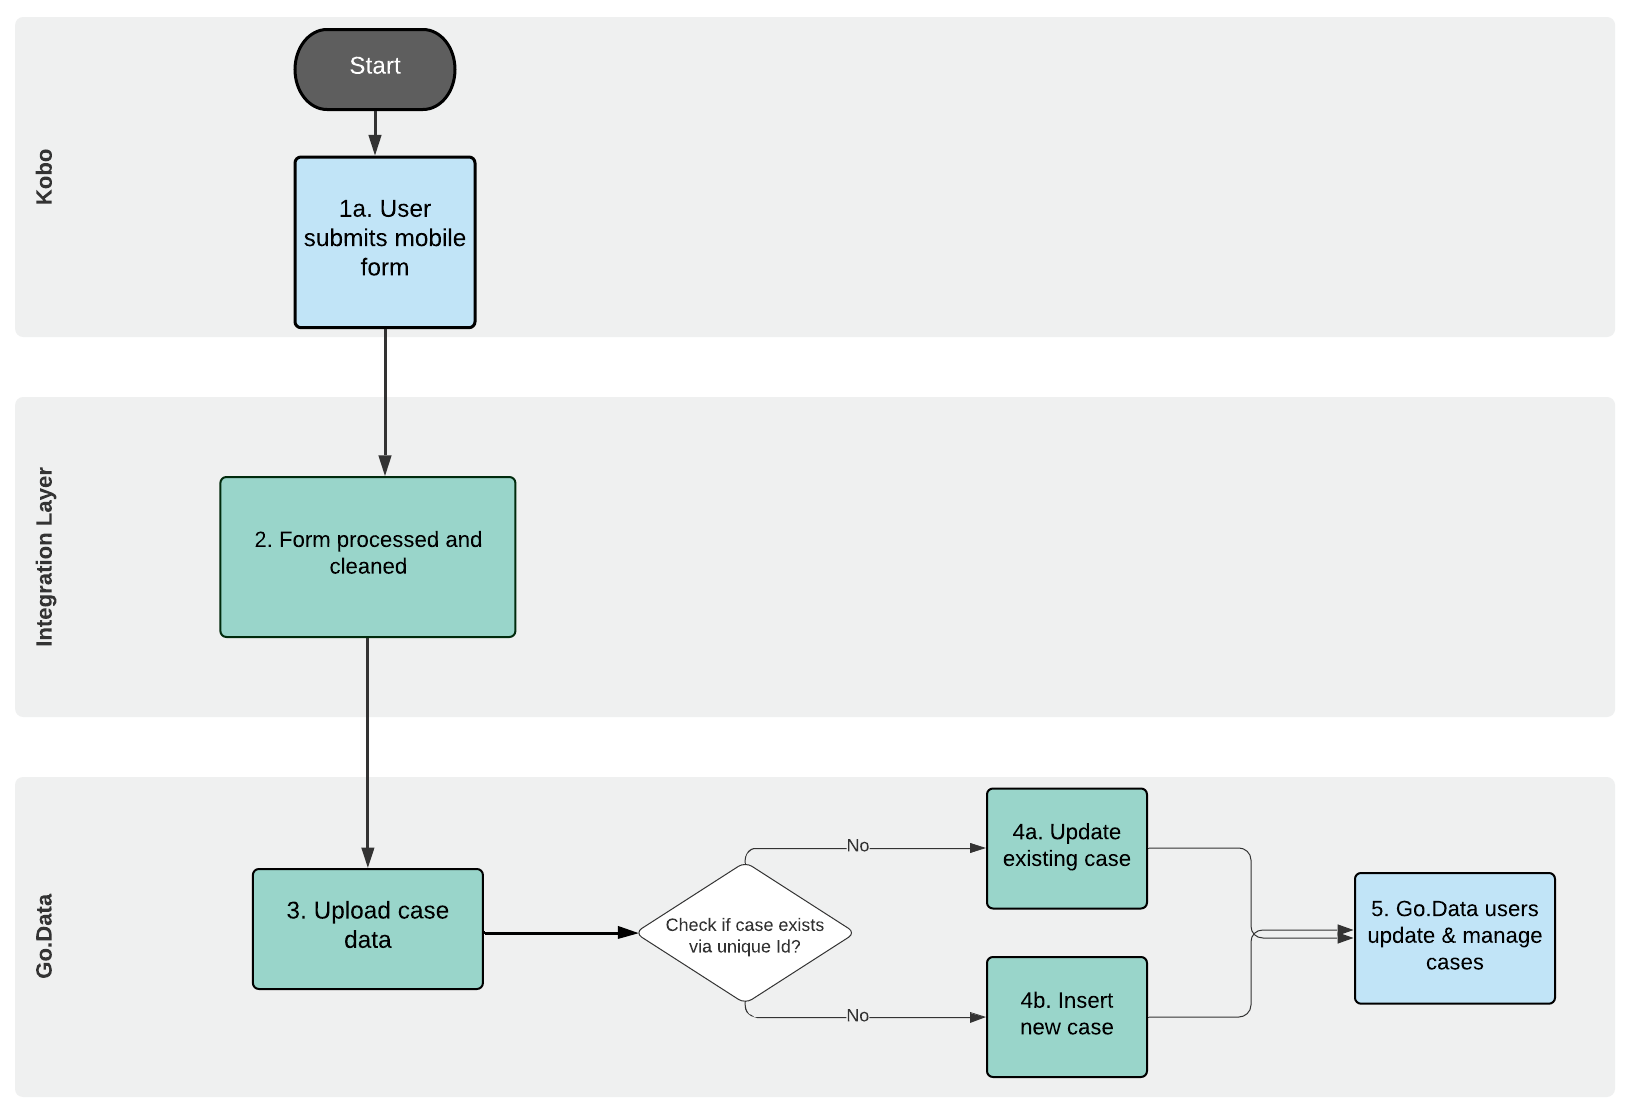 Kobo
Start
1a. User
submits mobile
form
Integration Layer
2. Form processed and
cleaned
Go.Data
3. Upload case
data
Check if case exists
via unique Id?
No
No
4a. Update
existing case
4b. Insert
new case
5. Go.Data users
update & manage
cases